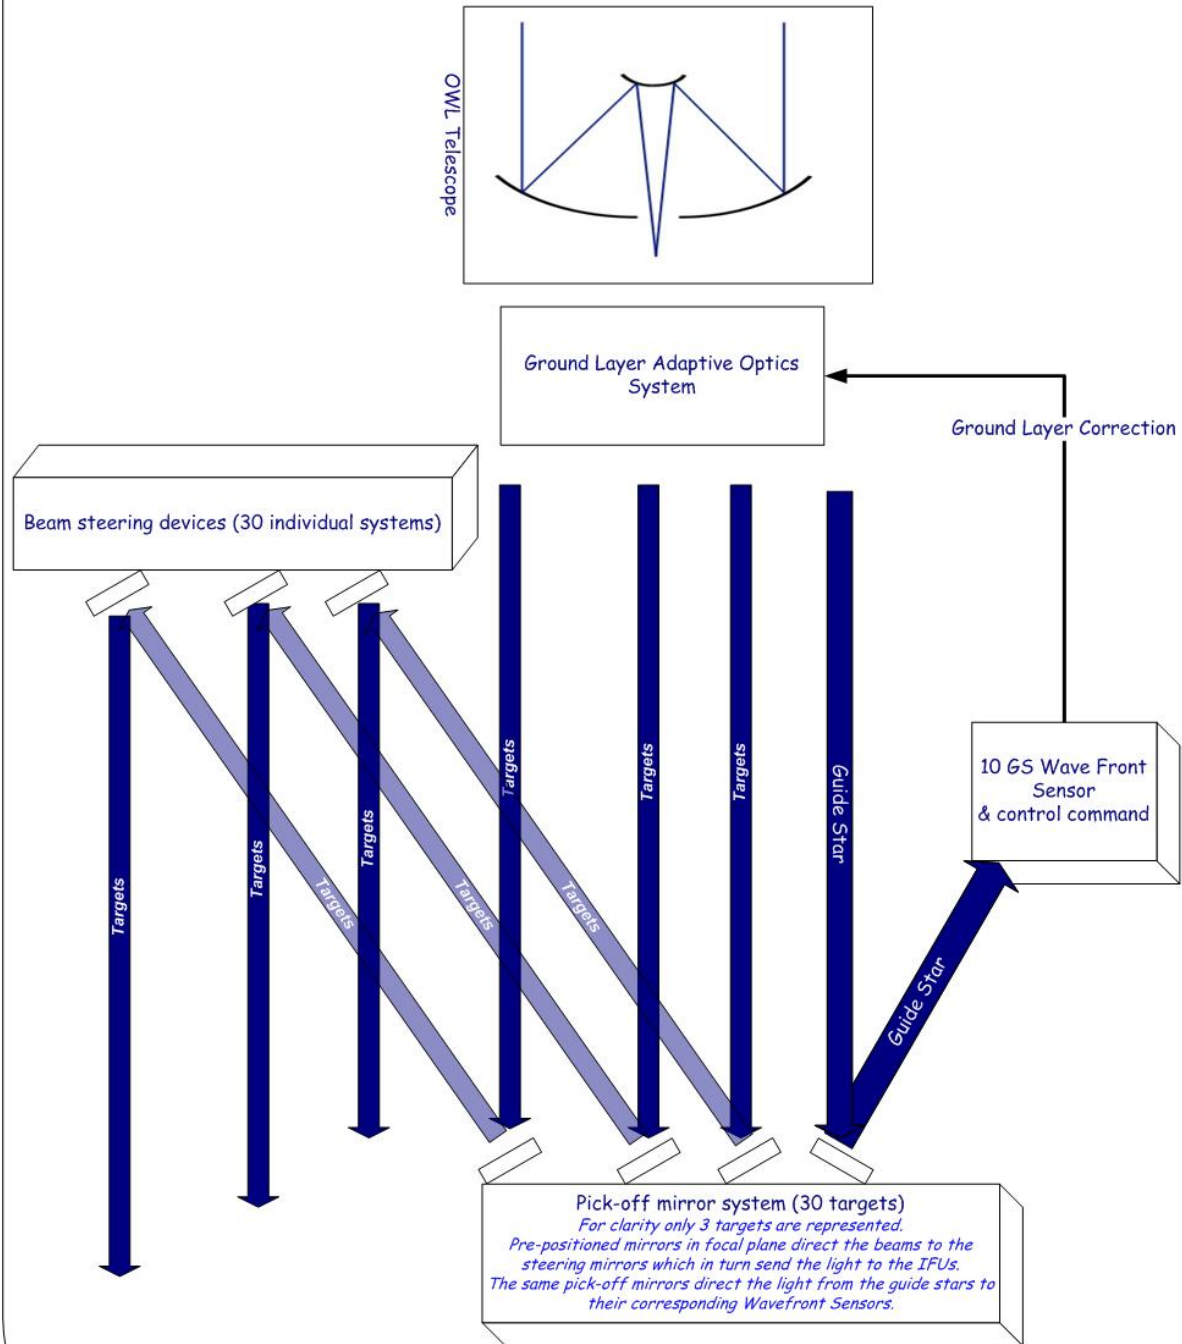 OWL Telescope
Ground Layer Adaptive Optics
System
Ground Layer Correction
Beam steering devices (30 individual systems)
10 GS Wave Front
Sensor
& control command
Targets
Targets
Targets
Targets
Targets
Targets
Targets
Targets
Targets
Guide Star
Guide Star
Pick-off mirror system (30 targets)
For clarity only 3 targets are represented.
Pre-positioned mirrors in focal plane direct the beams to the
steering mirrors which in turn send the light to the IFUs.
The same pick-off mirrors direct the light from the guide stars to
their corresponding Wavefront Sensors.